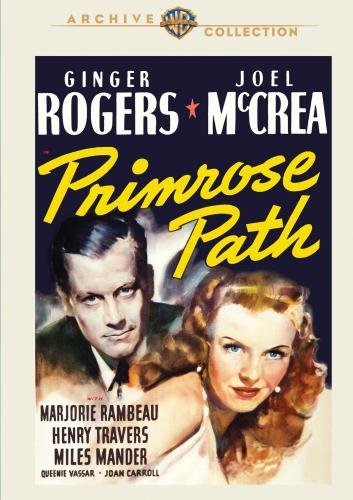 ARCHIVE WB COLLECTION
GINGER JOEL
ROGERS ★ McCREA
Primrose
Path
WITH
MARJORIE RAMBEAU
HENRY TRAVERS
MILES MANDER
QUEENIE VASSAR - JOAN CARROLL